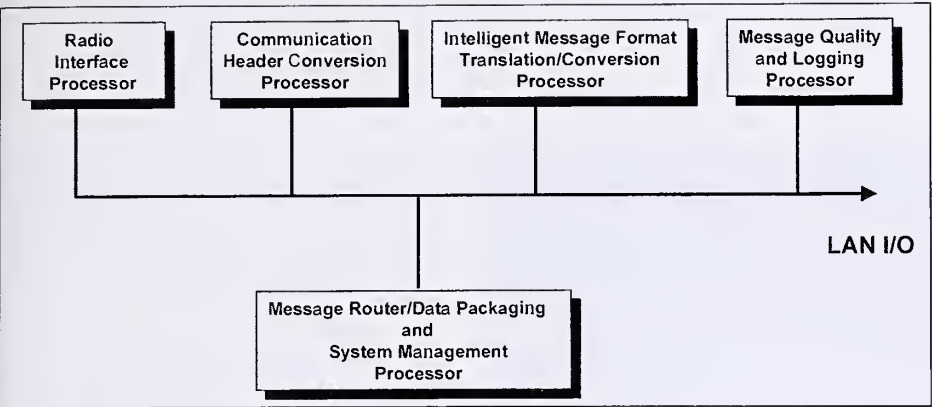 Radio
Interface
Processor
Communication
Header Conversion
Processor
Intelligent Message Format
Translation/Conversion
Processor
Message Quality
and Logging
Processor
LAN I/O
Message Router/Data Packaging
and
System Management
Processor